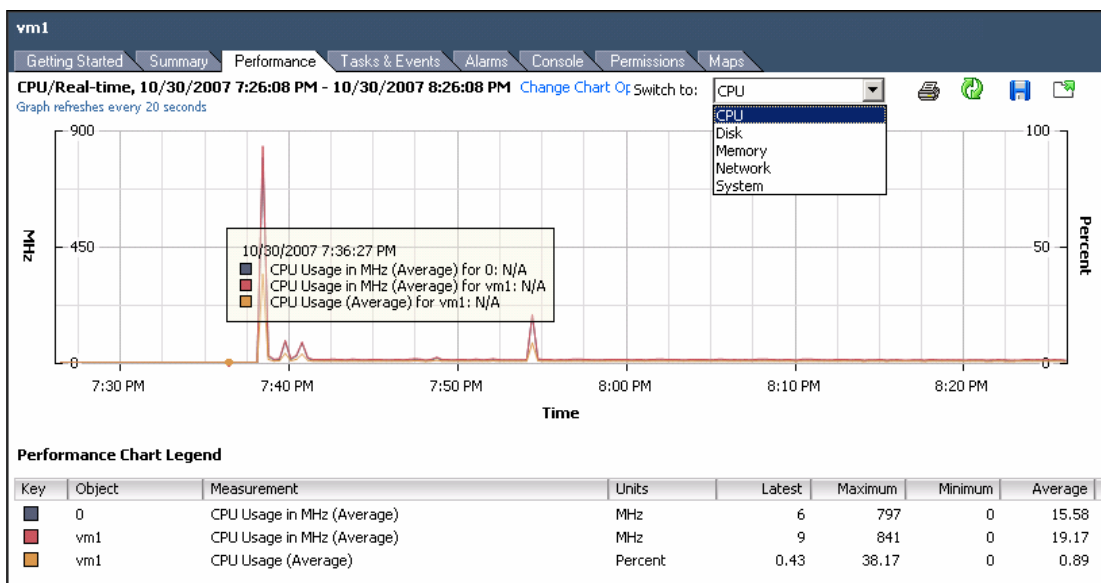 vm1
Getting Started Summary Performance Tasks & Events Alarms Console Permissions Maps
CPU/Real-time, 10/30/2007 7:26:08 PM - 10/30/2007 8:26:08 PM Change Chart Op Switch to: CPU
Graph refreshes every 20 seconds
CPU
Disk
Memory
Network
System
900 100
450 50
0 0
MHz
Percent
10/30/2007 7:36:27 PM
CPU Usage in MHz (Average) for 0: N/A
CPU Usage in MHz (Average) for vm1: N/A
CPU Usage (Average) for vm1: N/A
7:30 PM 7:40 PM 7:50 PM 8:00 PM 8:10 PM 8:20 PM
Time
Performance Chart Legend
Key Object Measurement Units Latest Maximum Minimum Average
0 CPU Usage in MHz (Average) MHz 6 797 0 15.58
vm1 CPU Usage in MHz (Average) MHz 9 841 0 19.17
vm1 CPU Usage (Average) Percent 0.43 38.17 0 0.89